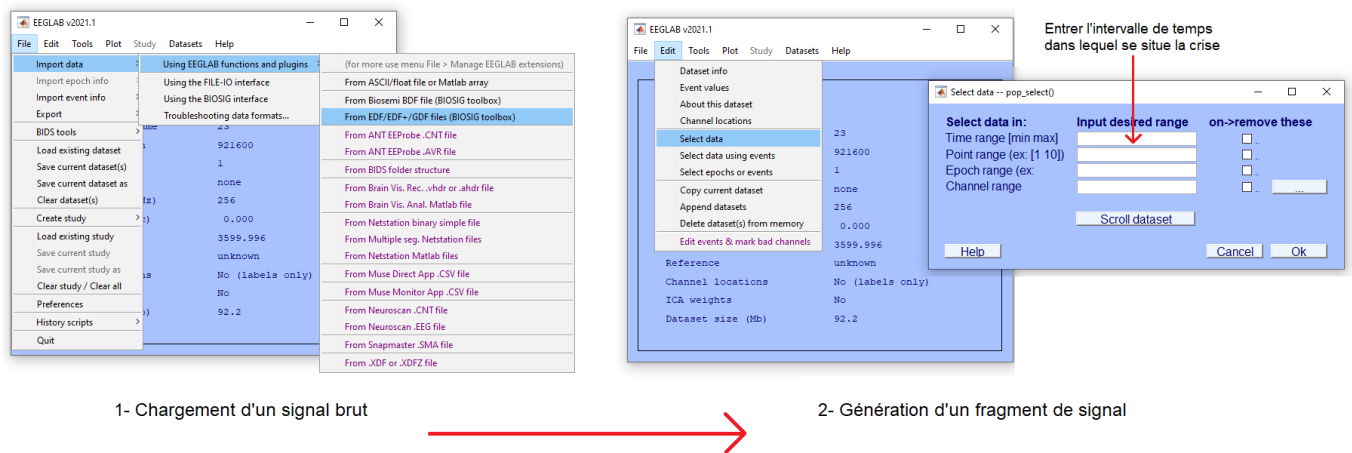 EEGLAB v2021.1
File Edit Tools Plot Study Datasets Help
Import data
Import epoch info
Import event info
Export
BIDS tools
Load existing dataset
Save current dataset(s)
Save current dataset as
Clear dataset(s)
Create study
Load existing study
Save current study
Save current study as
Clear study / Clear all
Preferences
History scripts
Quit
Using EEGLAB functions and plugins
Using the FILE-IO interface
Using the BIOSIG interface
Troubleshooting data formats...
(for more use menu File > Manage EEGLAB extensions)
From ASCII/float file or Matlab array
From Biosemi BDF file (BIOSIG toolbox)
From EDF/EDF+/GDF files (BIOSIG toolbox)
From ANT EEProbe .CNT file
From ANT EEProbe .AVR file
From BIDS folder structure
From Brain Vis. Rec. .vhdr or .ahdr file
From Brain Vis. Anal. Matlab file
From Netstation binary simple file
From Multiple seg. Netstation files
From Netstation Matlab files
From Muse Direct App .CSV file
From Muse Monitor App .CSV file
From Neuroscan .CNT file
From Neuroscan .EEG file
From Snapmaster .SMA file
From .XDF or .XDFZ file
23
921600
1
none
z) 256
0.000
3599.996
unknown
No (labels only)
No
92.2
EEGLAB v2021.1
File Edit Tools Plot Study Datasets Help
Dataset info
Event values
About this dataset
Channel locations
Select data
Select data using events
Select epochs or events
Copy current dataset
Append datasets
Delete dataset(s) from memory
Edit events & mark bad channels
23
921600
1
none
256
0.000
3599.996
Reference unknown
Channel locations No (labels only)
ICA weights No
Dataset size (Mb) 92.2
Entrer l'intervalle de temps
dans lequel se situe la crise
Select data -- pop_select()
Select data in: Input desired range on->remove these
Time range [min max] ..
Point range (ex: [1 10]) ..
Epoch range (ex: ..
Channel range .. ...
Scroll dataset
Help Cancel Ok
1- Chargement d'un signal brut
2- Génération d'un fragment de signal